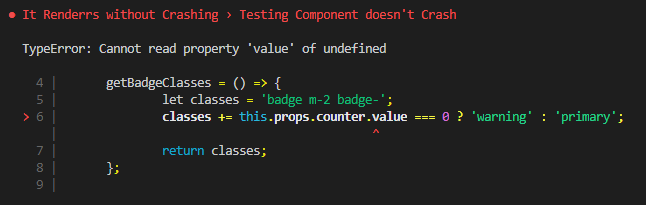 ● It Renderrs without Crashing › Testing Component doesn't Crash
TypeError: Cannot read property 'value' of undefined
4 | getBadgeClasses = () => {
5 | let classes = 'badge m-2 badge-';
> 6 | classes += this.props.counter.value === 0 ? 'warning' : 'primary';
| ^
7 | return classes;
8 | };
9 |